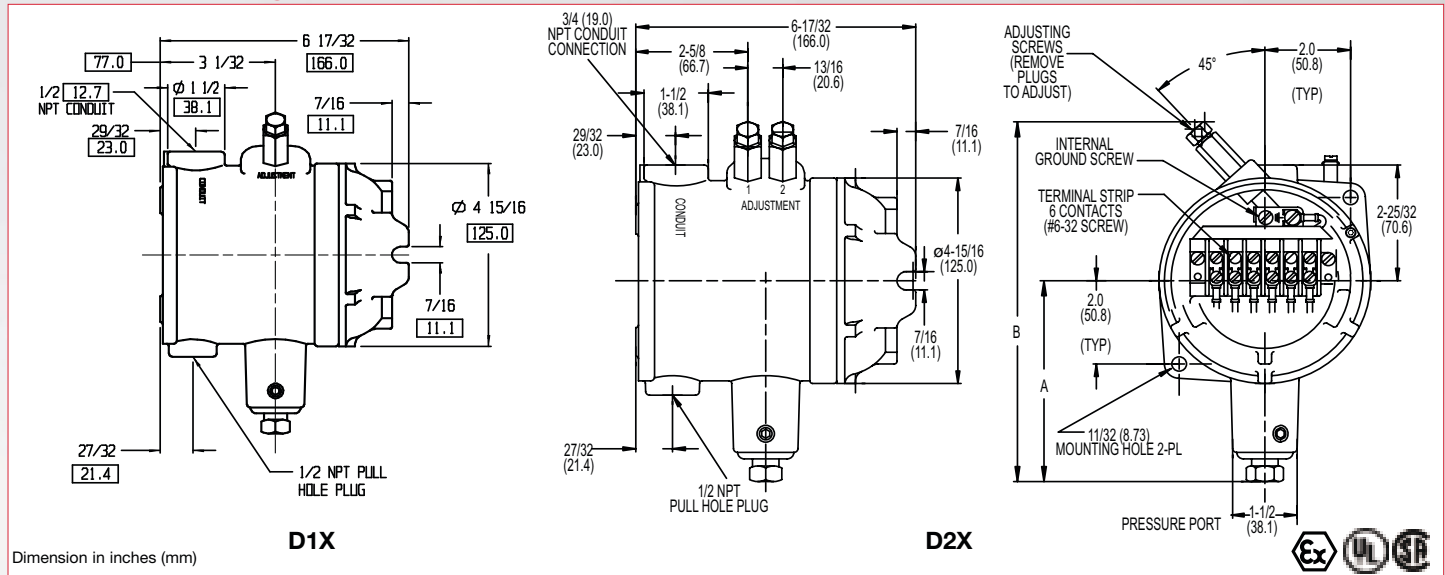 6 17/32
166.0
77.0
3 1/32
Ø 1 1/2
38.1
1/2 12.7
NPT CONDUIT
29/32
23.0
7/16
11.1
CONDUIT
ADJUSTMENT
Ø 4 15/16
125.0
7/16
11.1
27/32
21.4
1/2 NPT PULL
HOLE PLUG
D1X
Dimension in inches (mm)
3/4 (19.0)
NPT CONDUIT
CONNECTION
6-17/32
(166.0)
2-5/8
(66.7)
13/16
(20.6)
1-1/2
(38.1)
29/32
(23.0)
7/16
(11.1)
1 2
ADJUSTMENT
CONDUIT
ø4-15/16
(125.0)
7/16
(11.1)
27/32
(21.4)
1/2 NPT
PULL HOLE PLUG
D2X
ADJUSTING
SCREWS
(REMOVE
PLUGS
TO ADJUST)
45°
2.0
(50.8)
(TYP)
INTERNAL
GROUND SCREW
TERMINAL STRIP
6 CONTACTS
(#6-32 SCREW)
2-25/32
(70.6)
2.0
(50.8)
(TYP)
B
A
11/32 (8.73)
MOUNTING HOLE 2-PL
PRESSURE PORT
1-1/2
(38.1)
Ex
UL
SA